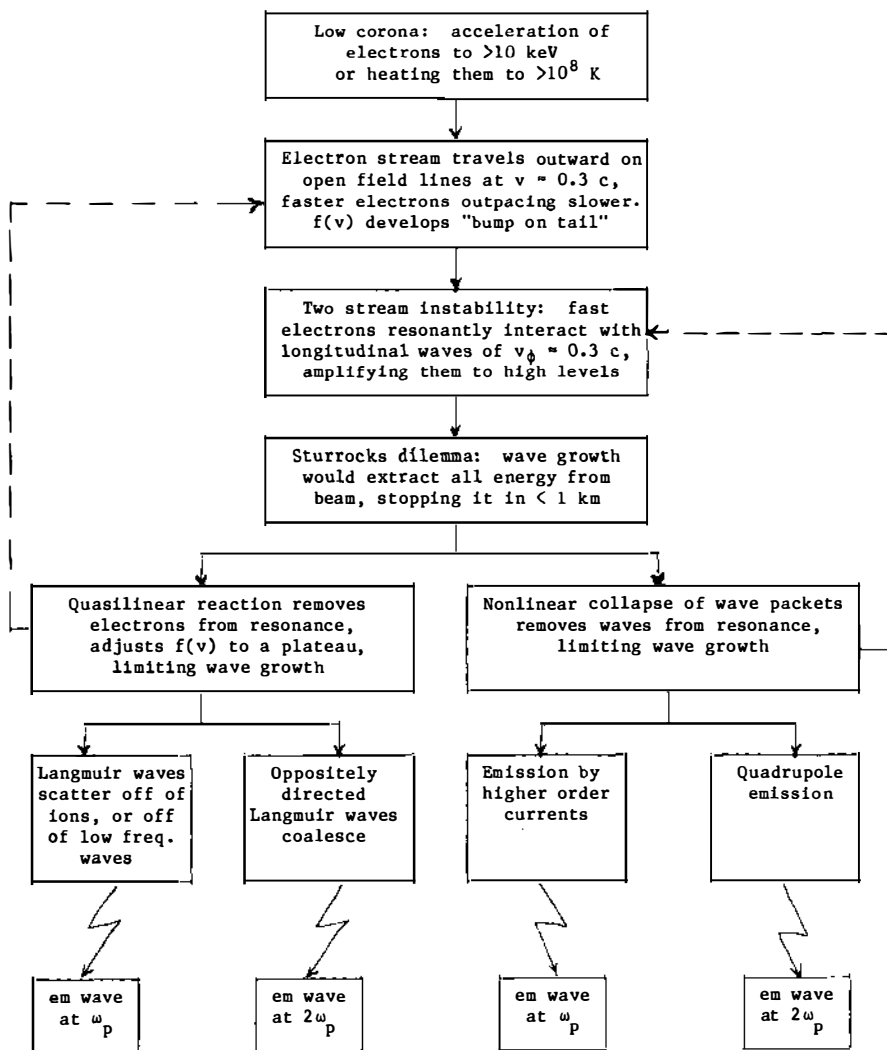 Low corona: acceleration of
electrons to >10 keV
or heating them to >10⁸ K
Electron stream travels outward on
open field lines at v ≈ 0.3 c,
faster electrons outpacing slower.
f(v) develops "bump on tail"
Two stream instability: fast
electrons resonantly interact with
longitudinal waves of v_ϕ ≈ 0.3 c,
amplifying them to high levels
Sturrocks dilemma: wave growth
would extract all energy from
beam, stopping it in < 1 km
Quasilinear reaction removes
electrons from resonance,
adjusts f(v) to a plateau,
limiting wave growth
Nonlinear collapse of wave packets
removes waves from resonance,
limiting wave growth
Langmuir waves
scatter off of
ions, or off
of low freq.
waves
Oppositely
directed
Langmuir waves
coalesce
Emission by
higher order
currents
Quadrupole
emission
em wave
at ω_p
em wave
at 2ω_p
em wave
at ω_p
em wave
at 2ω_p